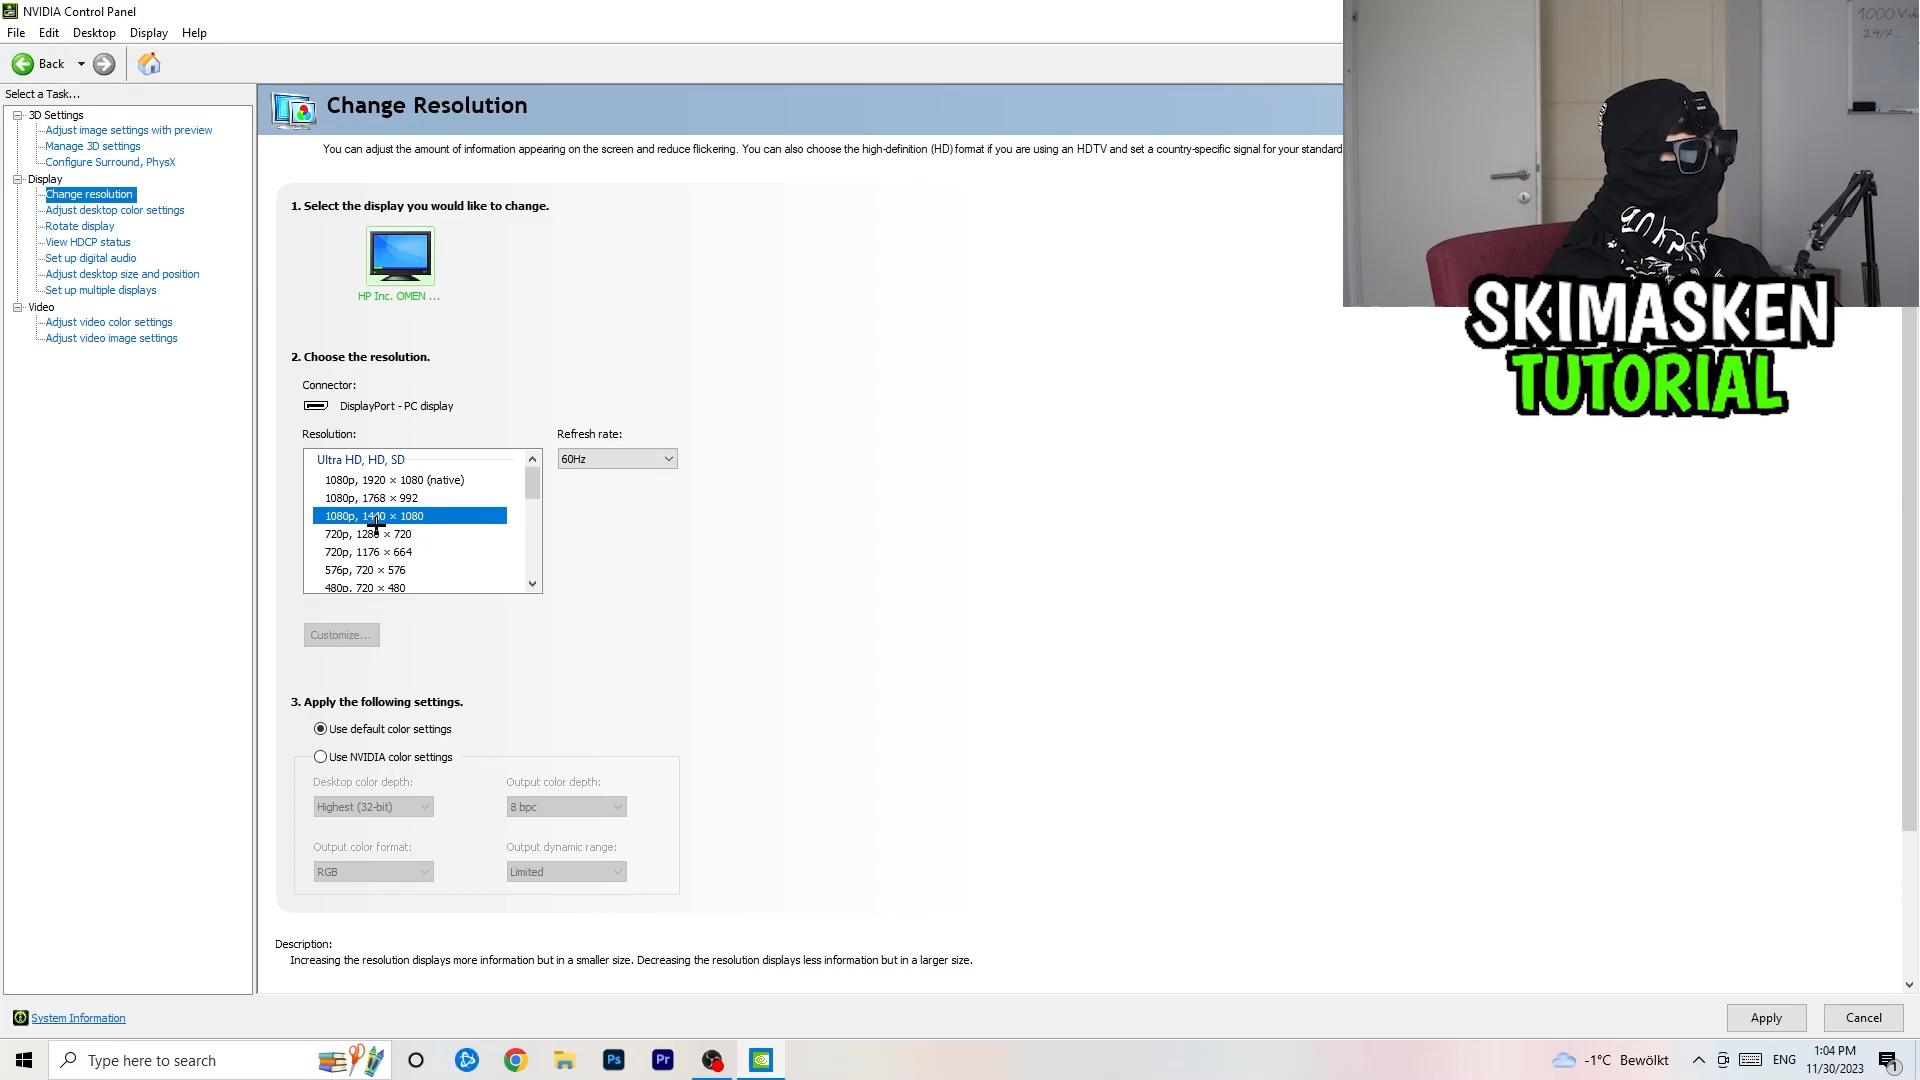 NVIDIA Control Panel
File Edit Desktop Display Help
Back
Select a Task...
3D Settings
Adjust image settings with preview
Manage 3D settings
Configure Surround, PhysX
Display
Change resolution
Adjust desktop color settings
Rotate display
View HDCP status
Set up digital audio
Adjust desktop size and position
Set up multiple displays
Video
Adjust video color settings
Adjust video image settings
Change Resolution
You can adjust the amount of information appearing on the screen and reduce flickering. You can also choose the high-definition (HD) format if you are using an HDTV and set a country-specific signal for your standard
1. Select the display you would like to change.
HP Inc. OMEN ...
2. Choose the resolution.
Connector:
DisplayPort - PC display
Resolution:
Refresh rate:
Ultra HD, HD, SD
60Hz
1080p, 1920 × 1080 (native)
1080p, 1768 × 992
1080p, 1440 × 1080
720p, 1280 × 720
720p, 1176 × 664
576p, 720 × 576
480p, 720 × 480
Customize...
3. Apply the following settings.
Use default color settings
Use NVIDIA color settings
Desktop color depth:
Output color depth:
Highest (32-bit)
8 bpc
Output color format:
Output dynamic range:
RGB
Limited
Description:
Increasing the resolution displays more information but in a smaller size. Decreasing the resolution displays less information but in a larger size.
System Information
Apply
Cancel
1000
24/7
SKIMASKEN
TUTORIAL
Type here to search
Ps
Pr
-1°C Bewölkt
ENG
1:04 PM
11/30/2023
1